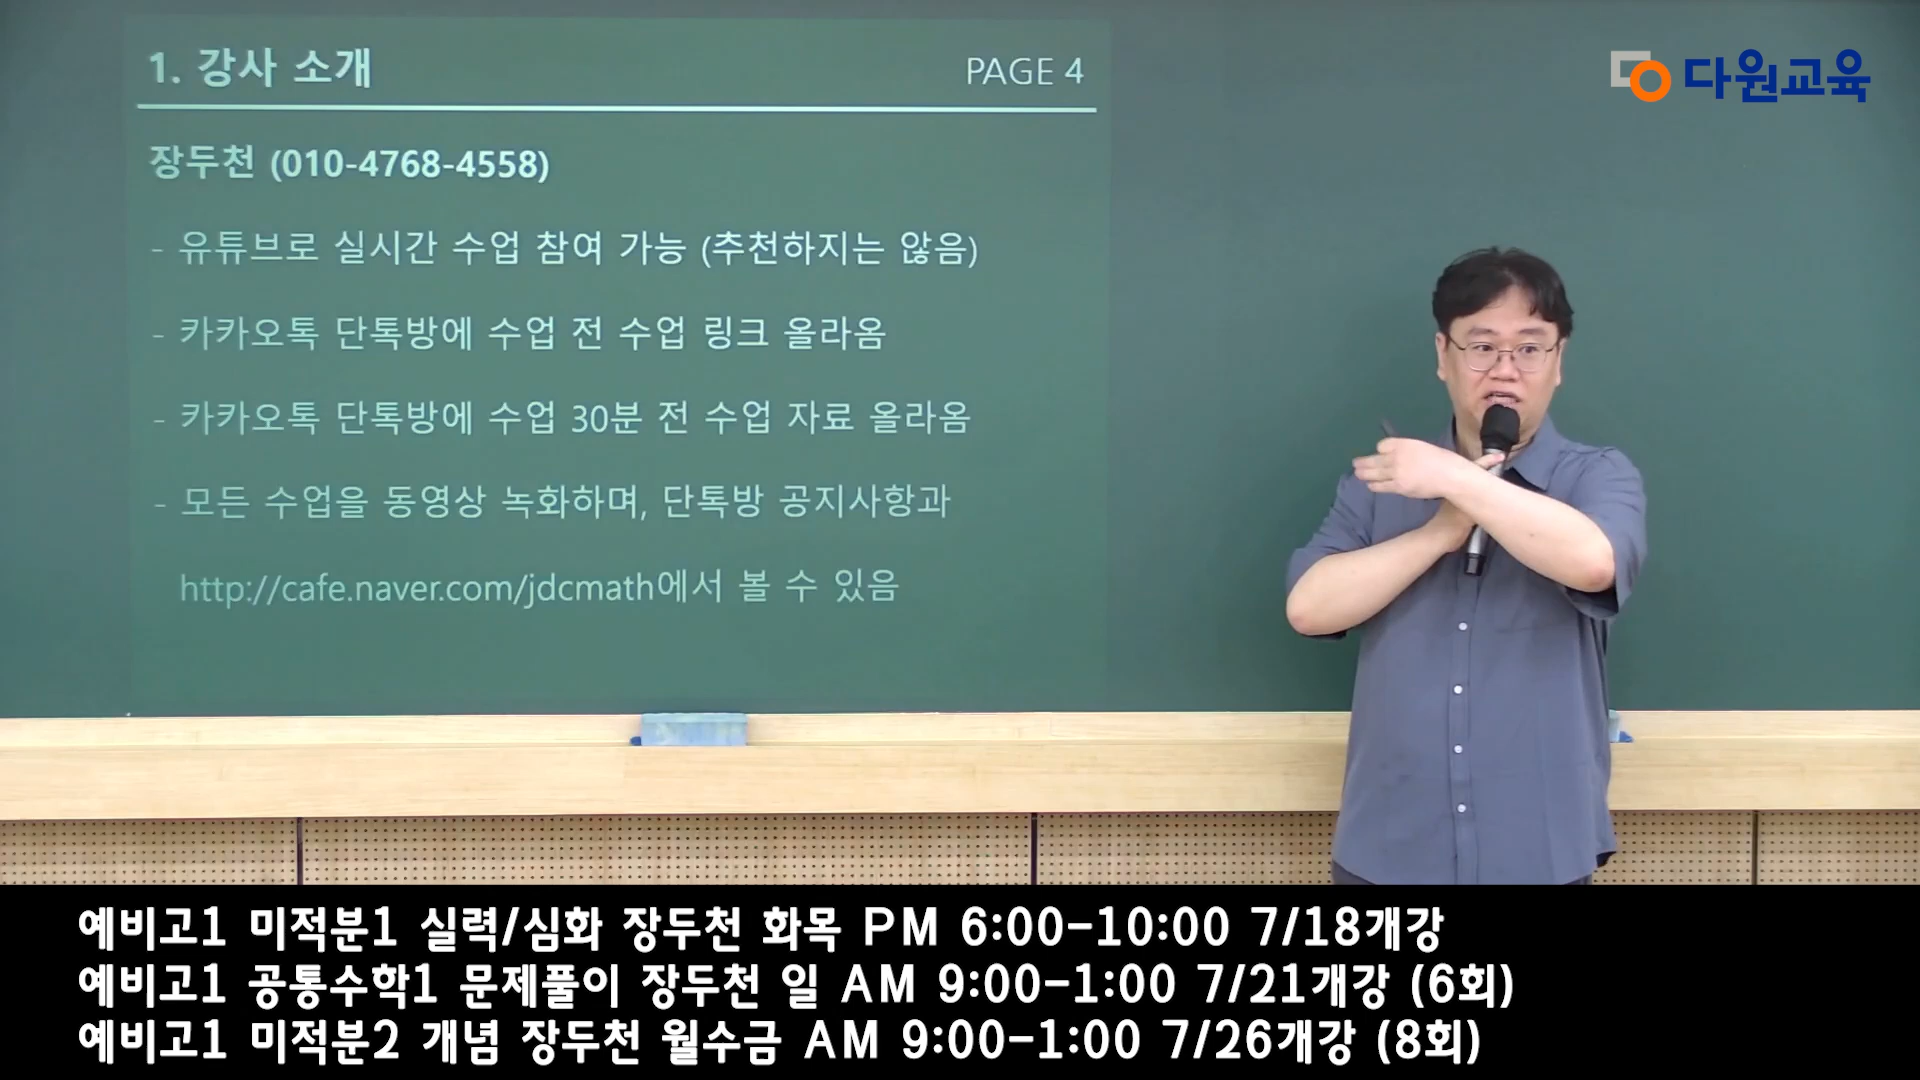 1. 강사 소개
PAGE 4
다원교육
장두천 (010-4768-4558)
- 유튜브로 실시간 수업 참여 가능 (추천하지는 않음)
- 카카오톡 단톡방에 수업 전 수업 링크 올라옴
- 카카오톡 단톡방에 수업 30분 전 수업 자료 올라옴
- 모든 수업을 동영상 녹화하며, 단톡방 공지사항과
http://cafe.naver.com/jdcmath에서 볼 수 있음
예비고1 미적분1 실력/심화 장두천 화목 PM 6:00-10:00 7/18개강
예비고1 공통수학1 문제풀이 장두천 일 AM 9:00-1:00 7/21개강 (6회)
예비고1 미적분2 개념 장두천 월수금 AM 9:00-1:00 7/26개강 (8회)